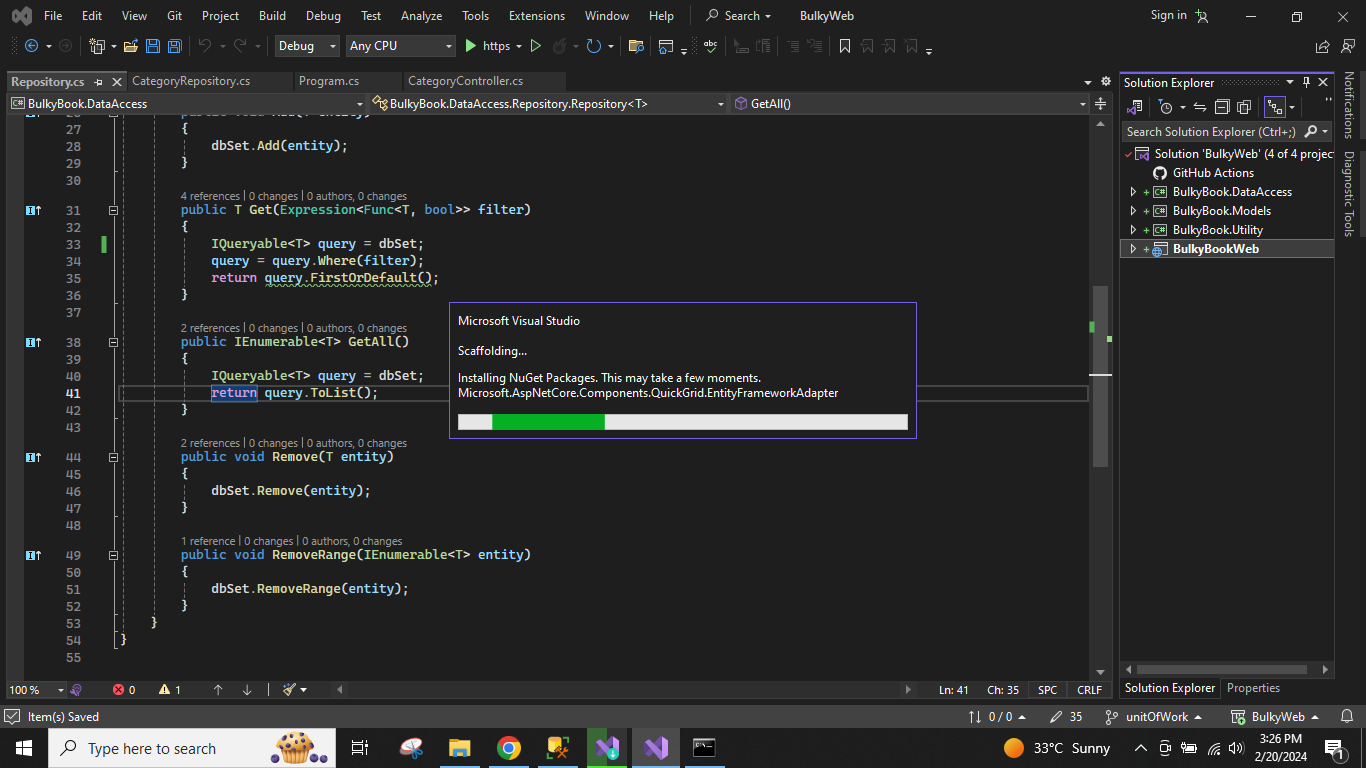 File Edit View Git Project Build Debug Test Analyze Tools Extensions Window Help Search BulkyWeb Sign in
Debug Any CPU https
Repository.cs CategoryRepository.cs Program.cs CategoryController.cs
BulkyBook.DataAccess BulkyBook.DataAccess.Repository.Repository<T> GetAll()
27 {
28 dbSet.Add(entity);
29 }
30
4 references | 0 changes | 0 authors, 0 changes
31 public T Get(Expression<Func<T, bool>> filter)
32 {
33 IQueryable<T> query = dbSet;
34 query = query.Where(filter);
35 return query.FirstOrDefault();
36 }
37
2 references | 0 changes | 0 authors, 0 changes
38 public IEnumerable<T> GetAll()
39 {
40 IQueryable<T> query = dbSet;
41 return query.ToList();
42 }
43
2 references | 0 changes | 0 authors, 0 changes
44 public void Remove(T entity)
45 {
46 dbSet.Remove(entity);
47 }
48
1 reference | 0 changes | 0 authors, 0 changes
49 public void RemoveRange(IEnumerable<T> entity)
50 {
51 dbSet.RemoveRange(entity);
52 }
53 }
54 }
55
Microsoft Visual Studio
Scaffolding...
Installing NuGet Packages. This may take a few moments.
Microsoft.AspNetCore.Components.QuickGrid.EntityFrameworkAdapter
Solution Explorer
Search Solution Explorer (Ctrl+;)
Solution 'BulkyWeb' (4 of 4 projec
GitHub Actions
BulkyBook.DataAccess
BulkyBook.Models
BulkyBook.Utility
BulkyBookWeb
Solution Explorer Properties
Notifications
Diagnostic Tools
100 % 0 1 Ln: 41 Ch: 35 SPC CRLF
Item(s) Saved 0 / 0 35 unitOfWork BulkyWeb
Type here to search
33°C Sunny
3:26 PM
2/20/2024
1